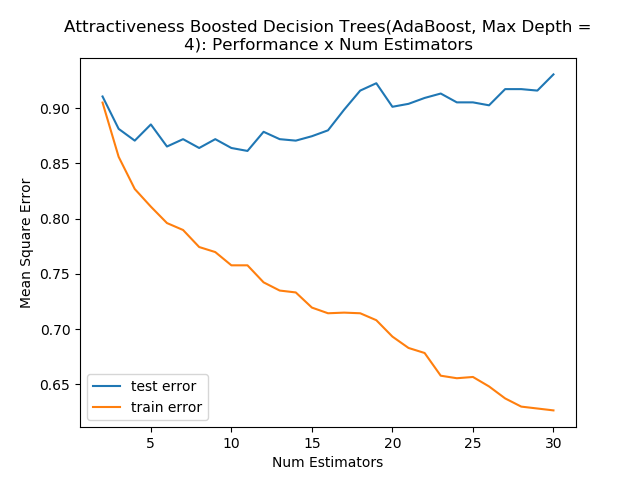 Attractiveness Boosted Decision Trees(AdaBoost, Max Depth =
4): Performance x Num Estimators
Mean Square Error
0.90
0.85
0.80
0.75
0.70
0.65
test error
train error
5 10 15 20 25 30
Num Estimators